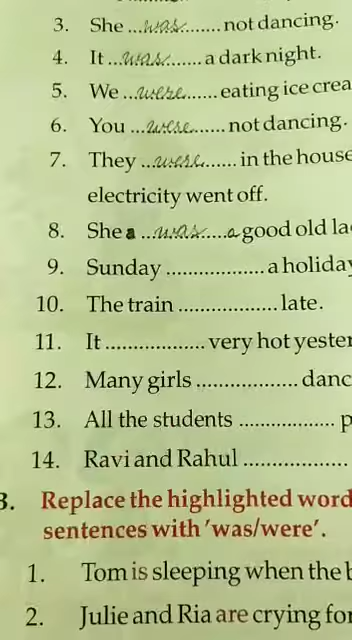 3. She ...was....... not dancing.
4. It ...was....... a dark night.
5. We ...were....... eating ice crea
6. You ...were....... not dancing.
7. They ...were....... in the house
electricity went off.
8. She a ...was....a good old la
9. Sunday ................ a holiday
10. The train .................. late.
11. It .................. very hot yester
12. Many girls .................. danc
13. All the students ................. p
14. Ravi and Rahul ..................
3. Replace the highlighted word
sentences with 'was/were'.
1. Tom is sleeping when the b
2. Julie and Ria are crying for